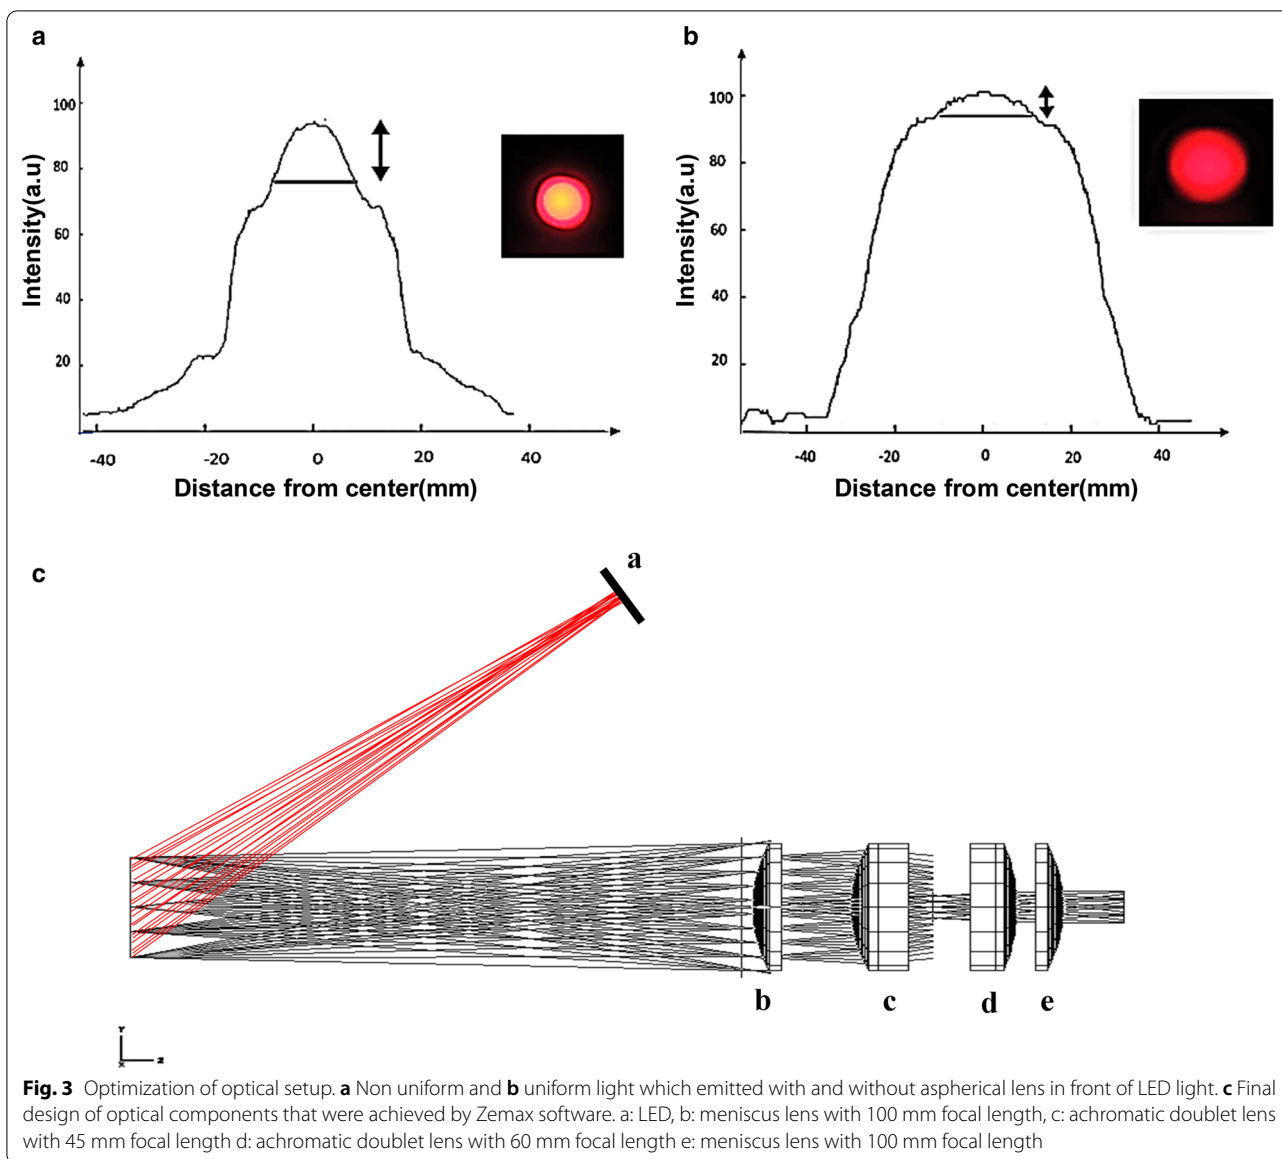 a
100
80
60
40
20
Intensity(a.u)
-40 -20 0 20 40
Distance from center(mm)
b
100
80
60
40
20
Intensity(a.u)
-40 -20 0 20 40
Distance from center(mm)
c
a
b c d e
Y
X Z
Fig. 3 Optimization of optical setup. a Non uniform and b uniform light which emitted with and without aspherical lens in front of LED light. c Final
design of optical components that were achieved by Zemax software. a: LED, b: meniscus lens with 100 mm focal length, c: achromatic doublet lens
with 45 mm focal length d: achromatic doublet lens with 60 mm focal length e: meniscus lens with 100 mm focal length